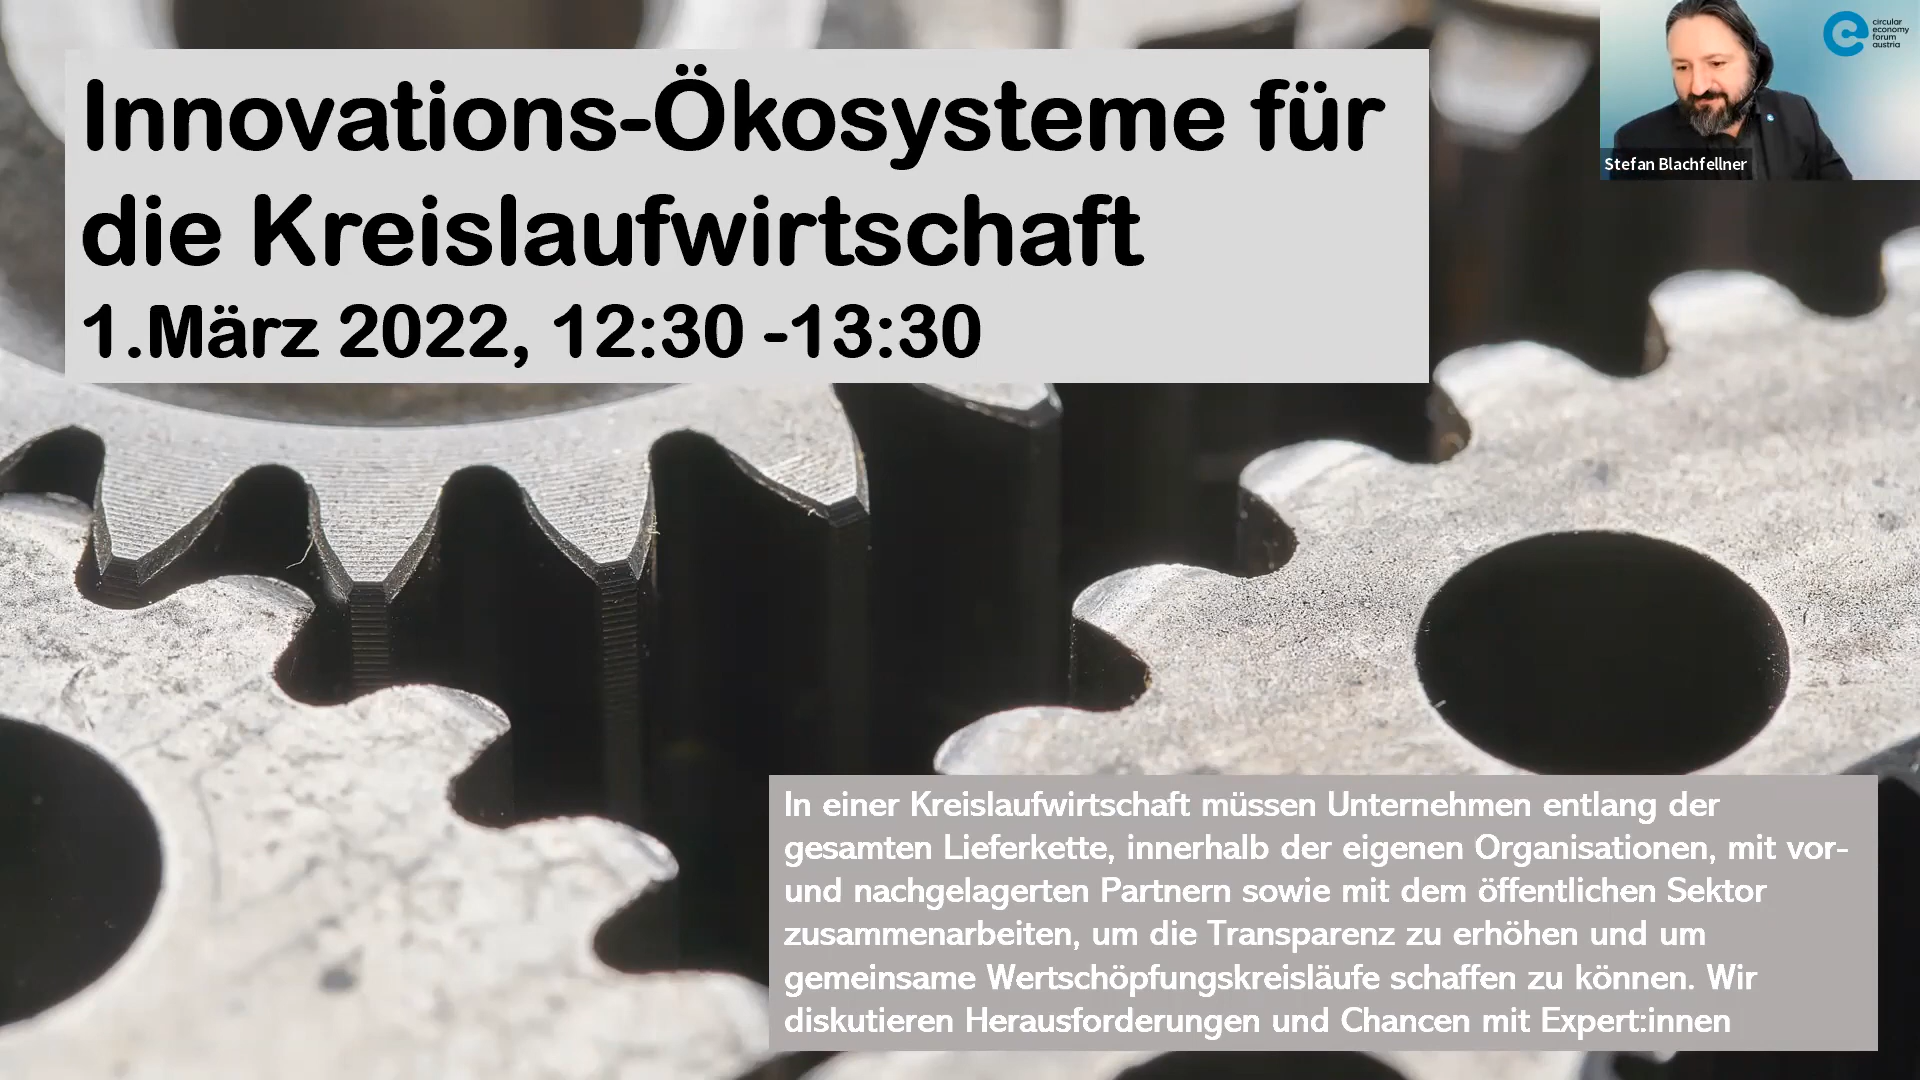 Innovations-Ökosysteme für
die Kreislaufwirtschaft
1.März 2022, 12:30 -13:30
circular
economy
forum
austria
Stefan Blachfellner
In einer Kreislaufwirtschaft müssen Unternehmen entlang der
gesamten Lieferkette, innerhalb der eigenen Organisationen, mit vor-
und nachgelagerten Partnern sowie mit dem öffentlichen Sektor
zusammenarbeiten, um die Transparenz zu erhöhen und um
gemeinsame Wertschöpfungskreisläufe schaffen zu können. Wir
diskutieren Herausforderungen und Chancen mit Expert:innen